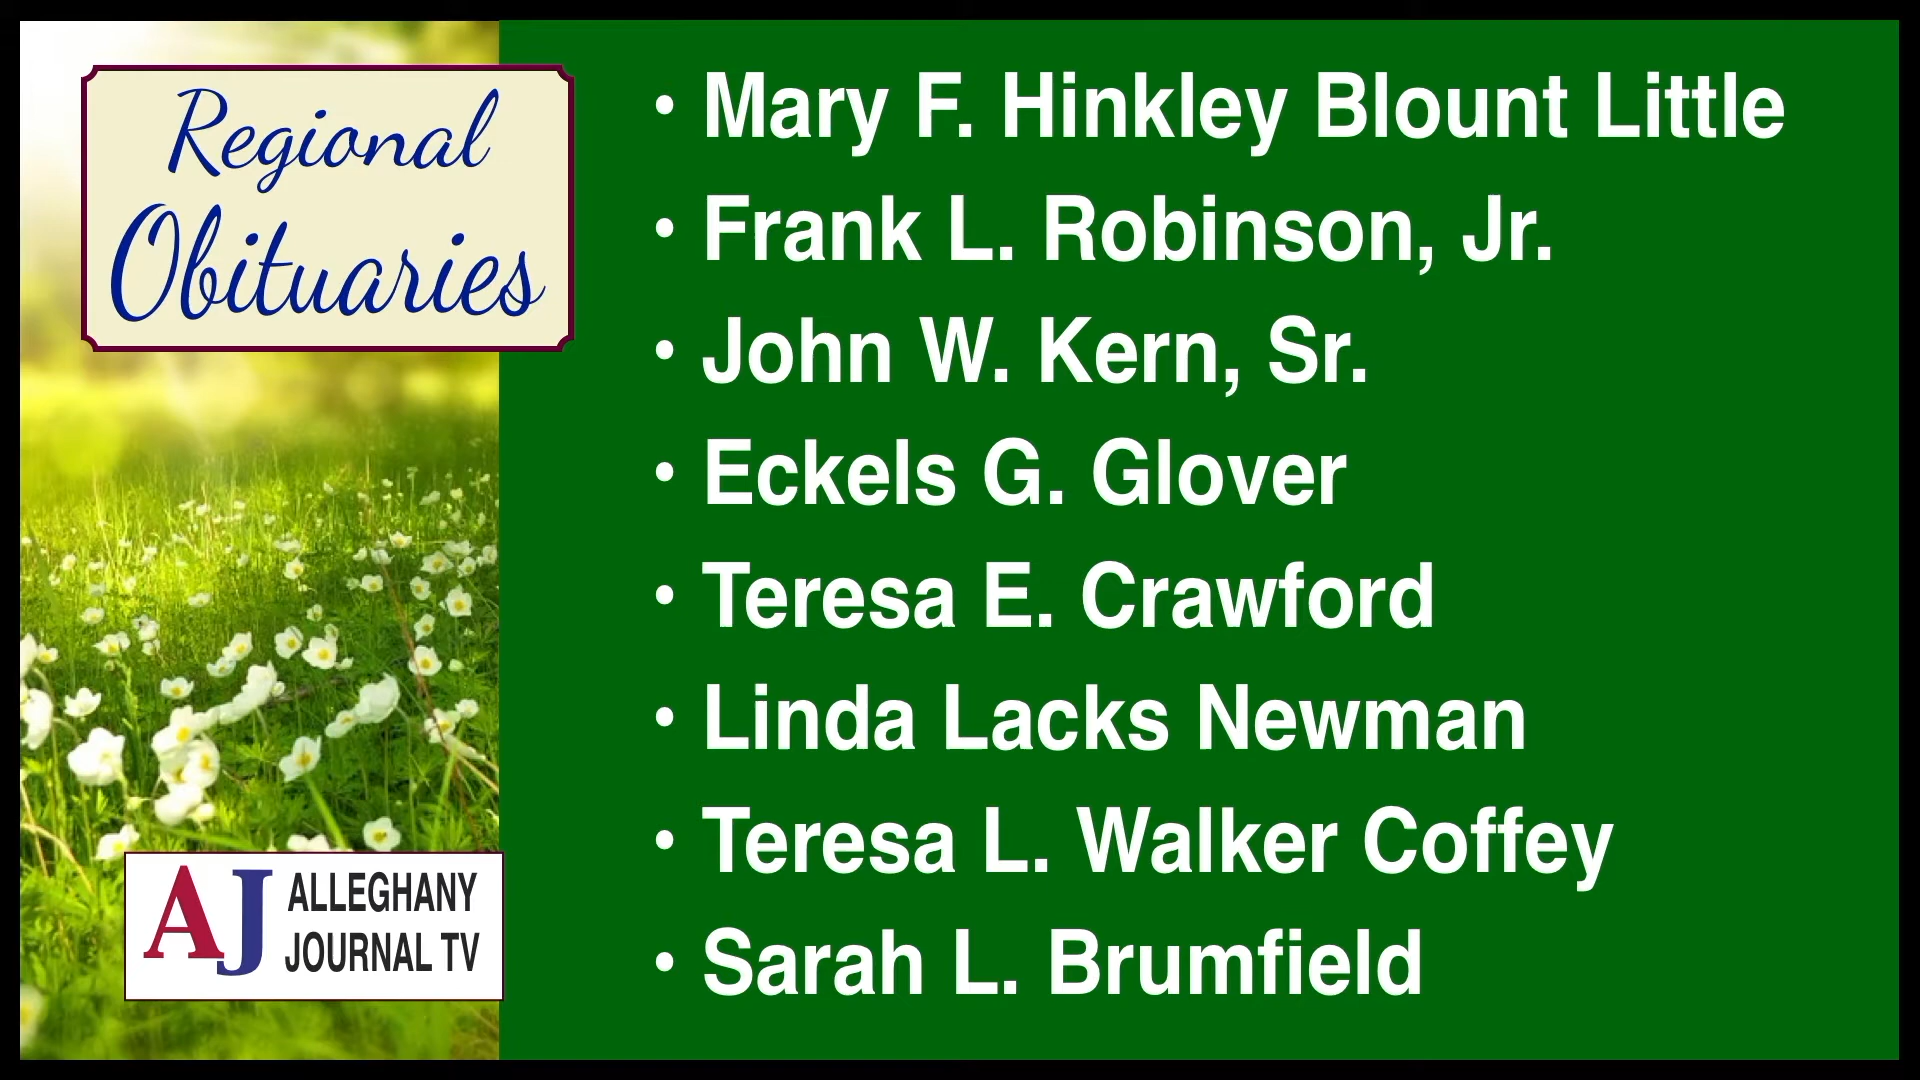 Regional
Obituaries
• Mary F. Hinkley Blount Little
• Frank L. Robinson, Jr.
• John W. Kern, Sr.
• Eckels G. Glover
• Teresa E. Crawford
• Linda Lacks Newman
• Teresa L. Walker Coffey
• Sarah L. Brumfield
AJ ALLEGHANY
JOURNAL TV